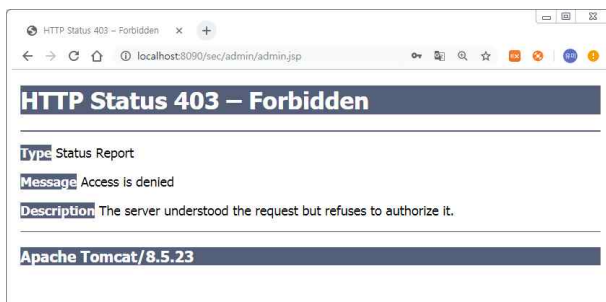 HTTP Status 403 – Forbidden
localhost:8090/sec/admin/admin.jsp
HTTP Status 403 – Forbidden
Type Status Report
Message Access is denied
Description The server understood the request but refuses to authorize it.
Apache Tomcat/8.5.23